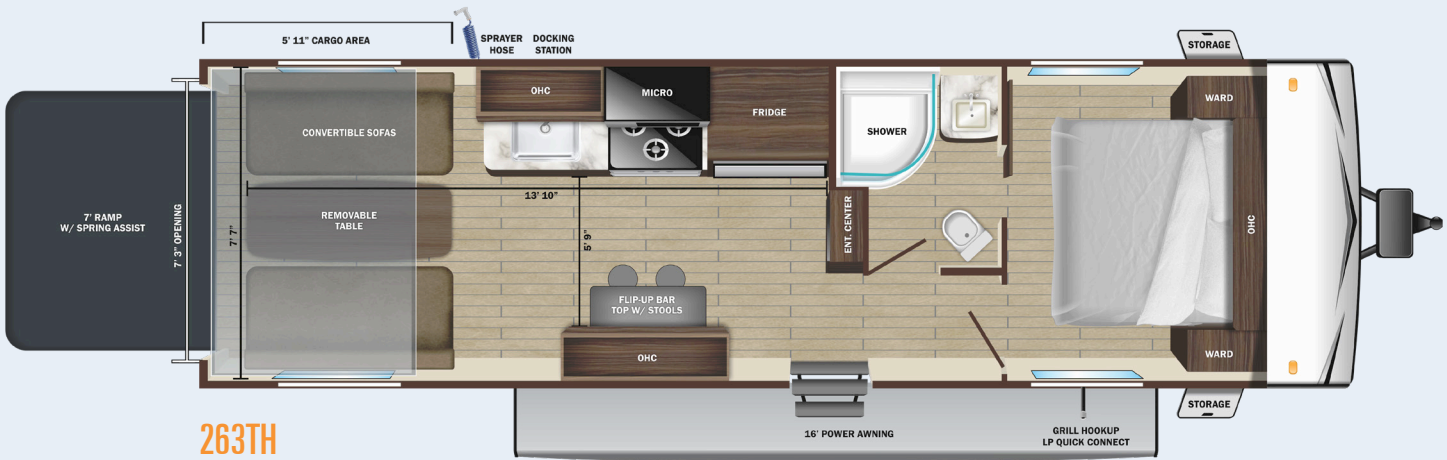 5' 11" CARGO AREA
SPRAYER
HOSE
DOCKING
STATION
STORAGE
OHC
MICRO
FRIDGE
SHOWER
WARD
CONVERTIBLE SOFAS
13' 10"
7' RAMP
W/ SPRING ASSIST
7' 3" OPENING
7' 7"
REMOVABLE
TABLE
5' 9"
ENT. CENTER
OHC
FLIP-UP BAR
TOP W/ STOOLS
OHC
WARD
STORAGE
16' POWER AWNING
GRILL HOOKUP
LP QUICK CONNECT
263TH